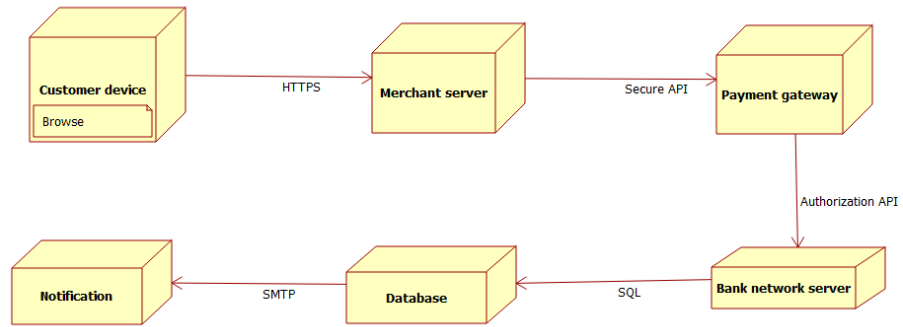 Customer device
Browse
HTTPS
Merchant server
Secure API
Payment gateway
Authorization API
Bank network server
SQL
Database
SMTP
Notification